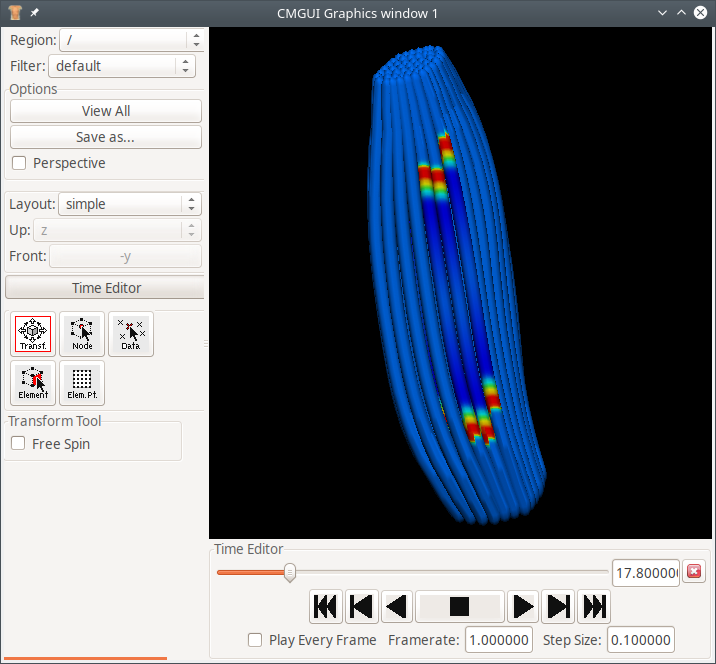 CMGUI Graphics window 1
Region: /
Filter: default
Options
View All
Save as...
Perspective
Layout: simple
Up: z
Front: -y
Time Editor
Transf. Node Data
Element Elem.Pt.
Transform Tool
Free Spin
Time Editor
17.80000
Play Every Frame Framerate: 1.000000 Step Size: 0.100000